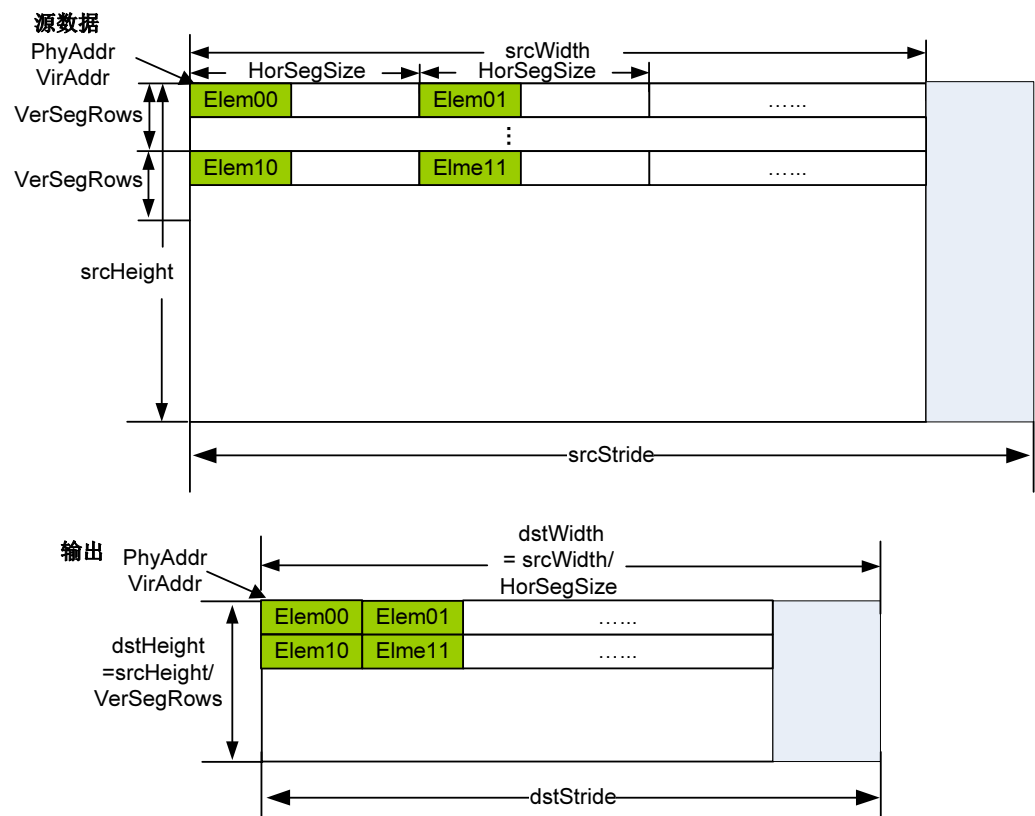 源数据
PhyAddr
VirAddr
srcWidth
HorSegSize
HorSegSize
VerSegRows
Elem00
Elem01
…...
⋮
VerSegRows
Elem10
Elme11
…...
srcHeight
srcStride
输出
PhyAddr
VirAddr
dstWidth
= srcWidth/
HorSegSize
Elem00
Elem01
…...
Elem10
Elme11
…...
dstHeight
=srcHeight/
VerSegRows
dstStride